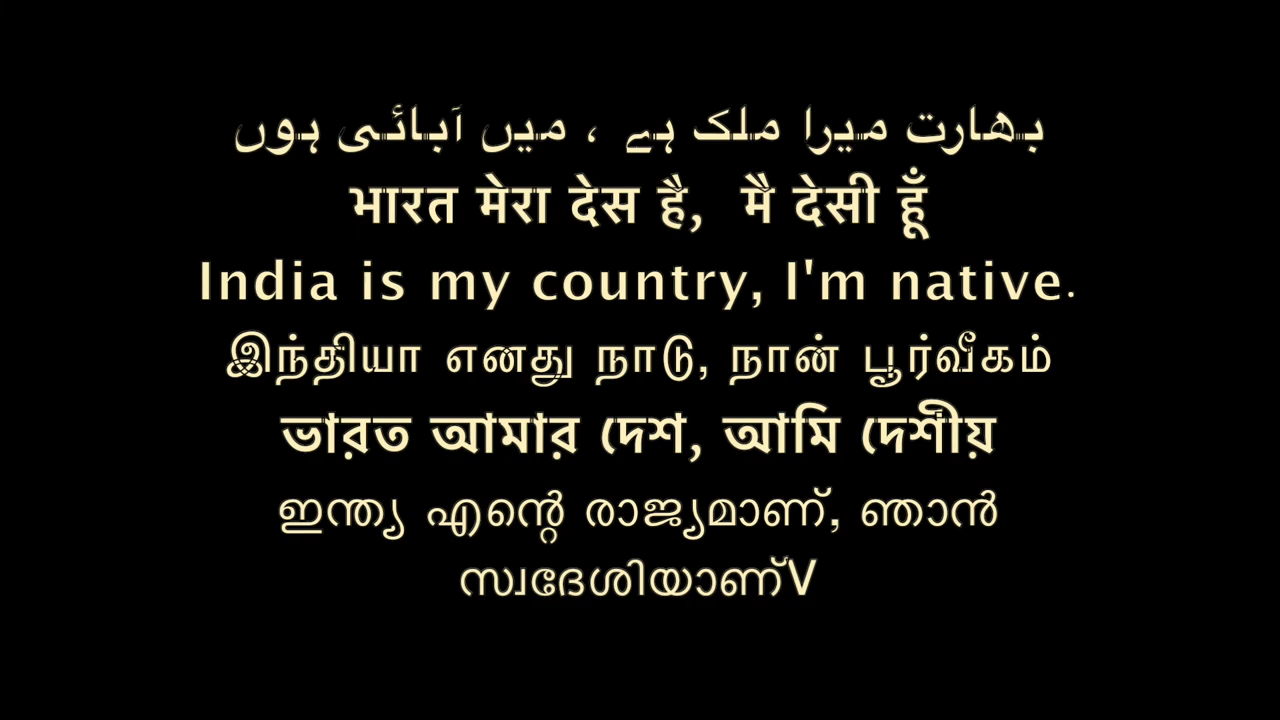 بھارت میرا ملک ہے ، میں آبائی ہوں
भारत मेरा देस है, मै देसी हूँ
India is my country, I'm native.
இந்தியா எனது நாடு, நான் பூர்வீகம்
ভারত আমার দেশ, আমি দেশীয়
ഇന്ത്യ എന്റെ രാജ്യമാണ്, ഞാൻ
സ്വദേശിയാണ്V